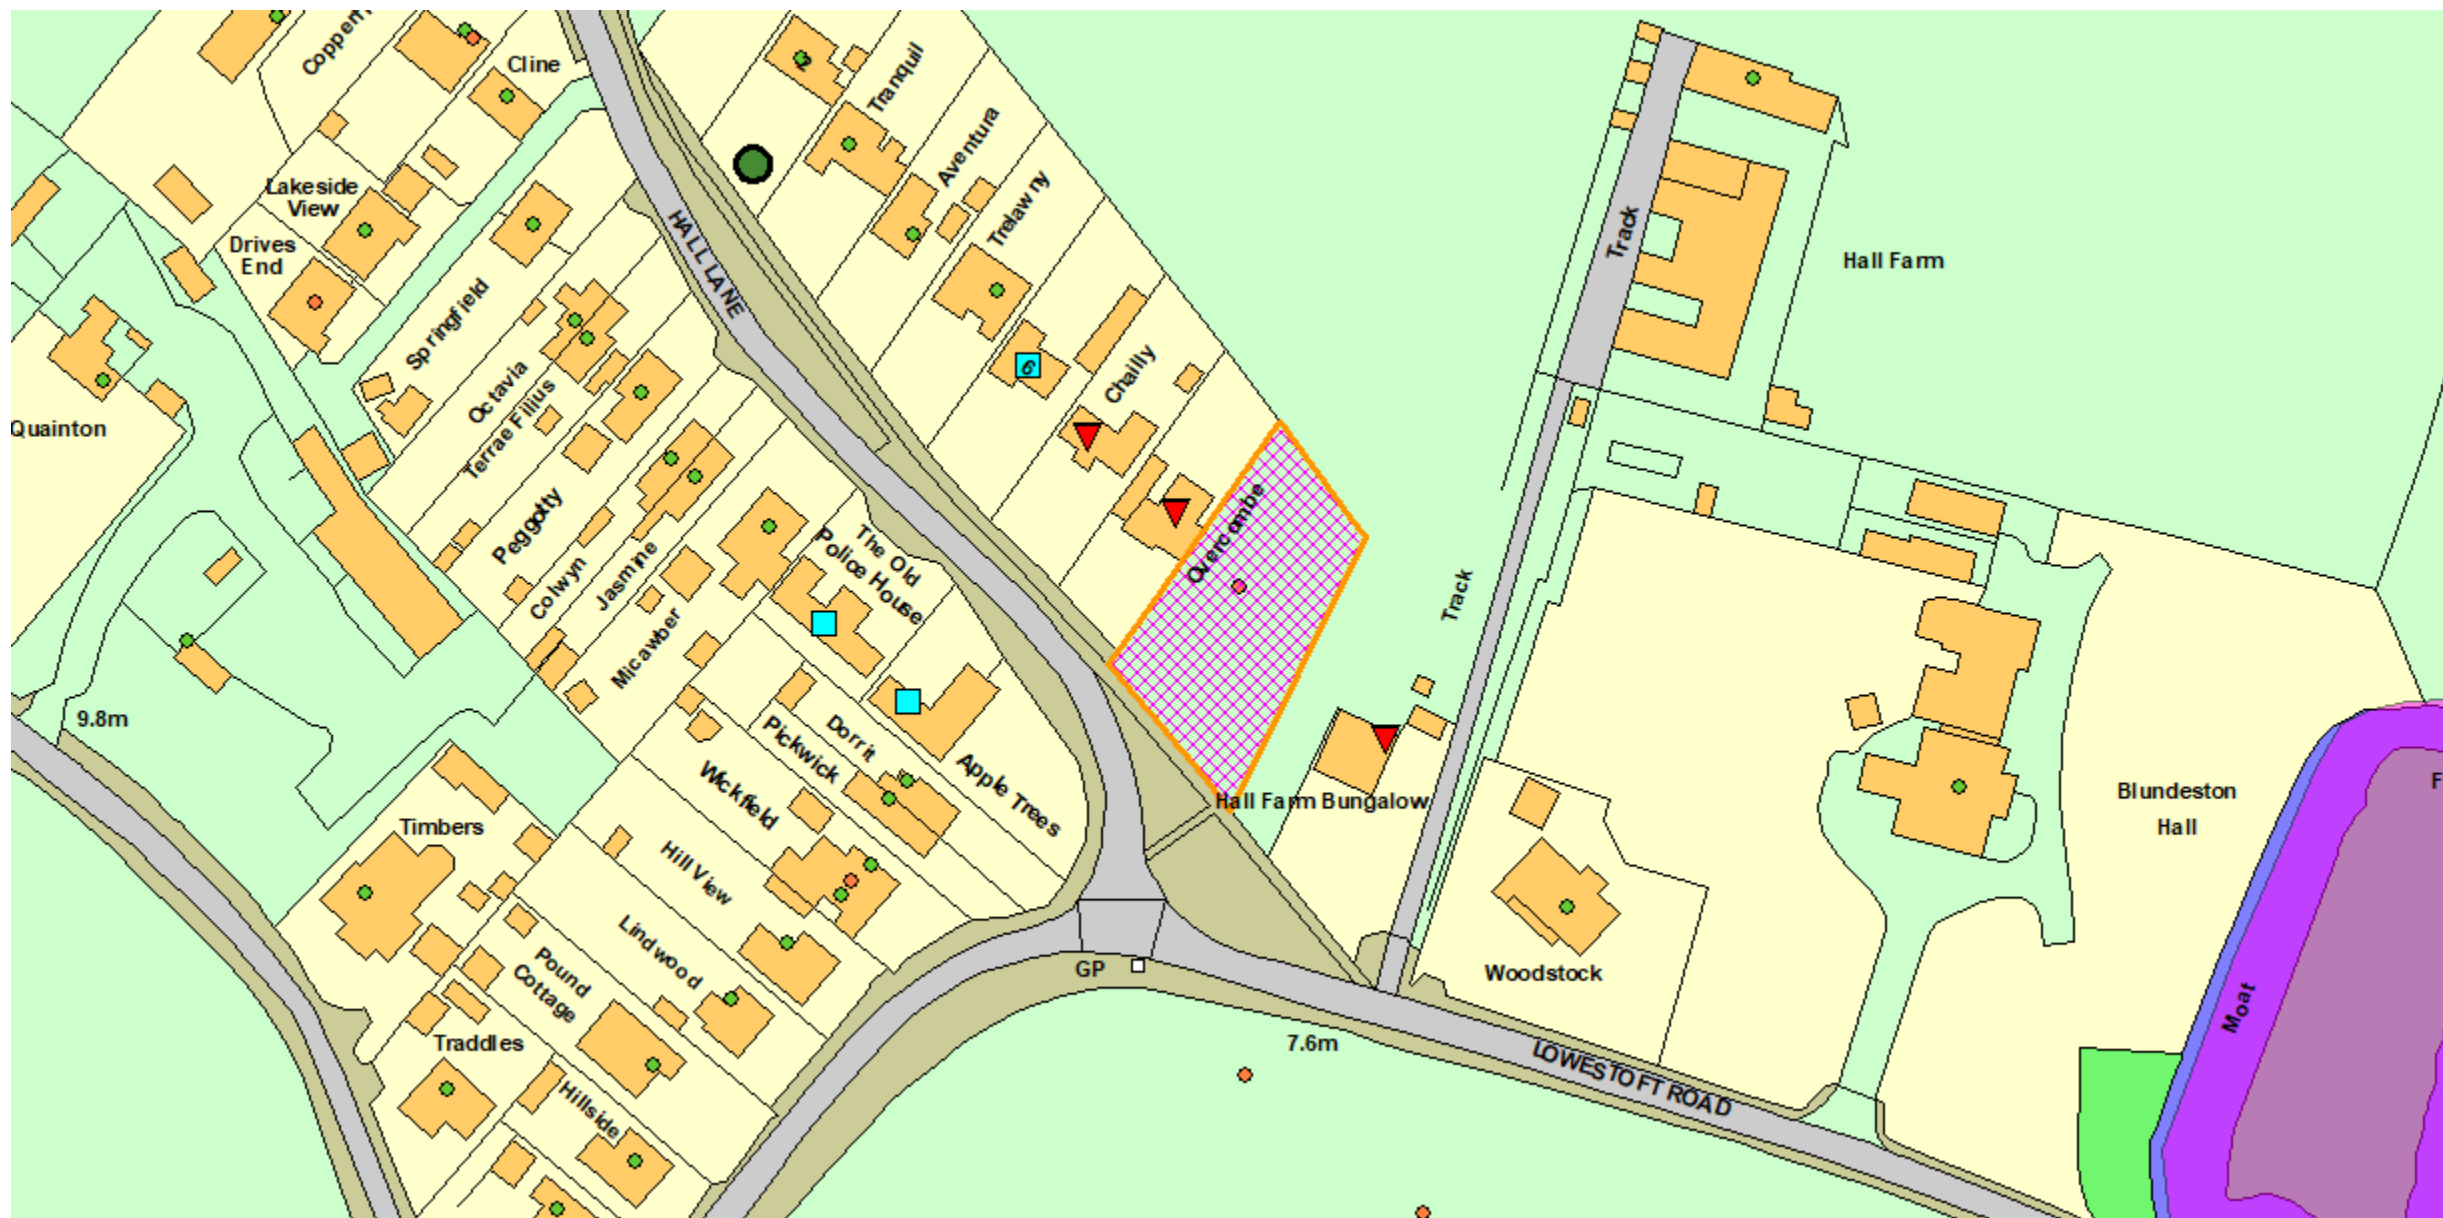 Cline
2
Tranquil
Aventura
Trelawny
Lakeside
View
Drives
End
HALL LANE
Track
Hall Farm
Springfield
6
Chailly
Octavia
Terrae Filius
Quainton
Peggotty
Colwyn
Jasmine
Micawber
The Old
Police House
Overcombe
Track
9.8m
Pickwick
Dorrit
Apple Trees
Wickfield
Hall Farm Bungalow
Blundeston
Hall
Timbers
Hill View
Lindwood
Pound
Cottage
GP
Woodstock
Moat
Traddles
7.6m
LOWESTOFT ROAD
Hillside